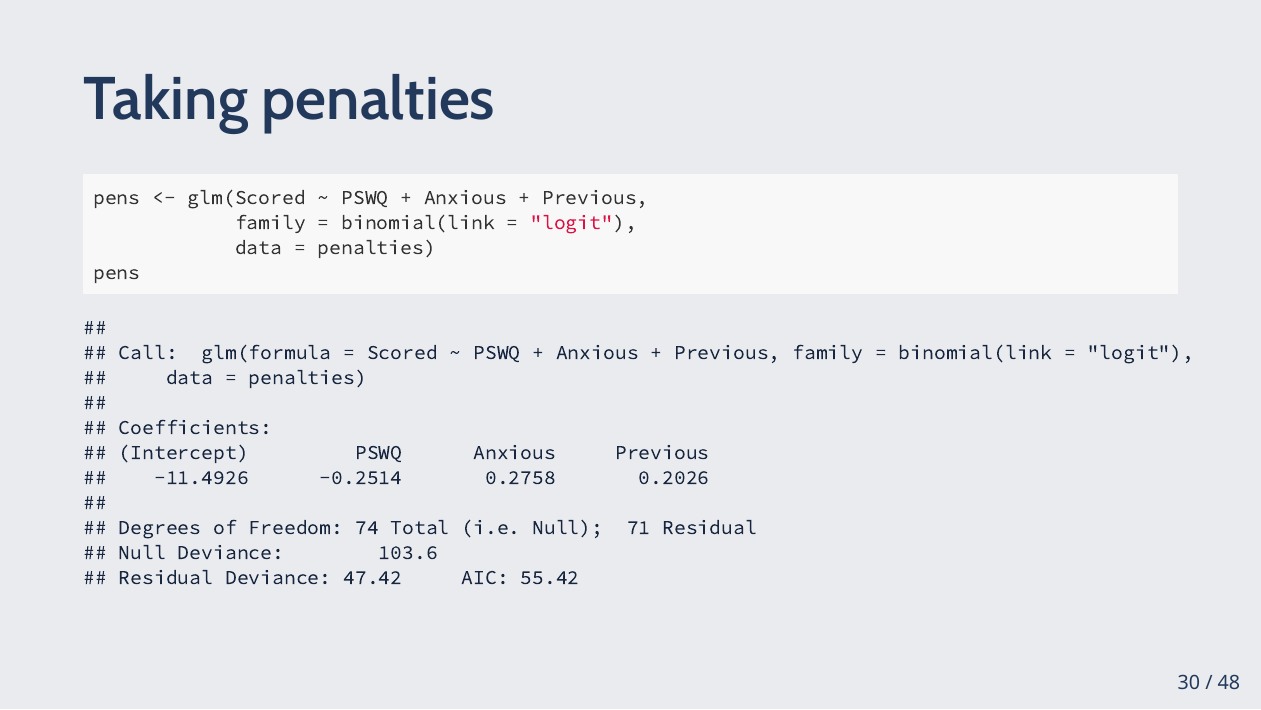 Taking penalties
pens <- glm(Scored ~ PSWQ + Anxious + Previous,
            family = binomial(link = "logit"),
            data = penalties)
pens
##
## Call:  glm(formula = Scored ~ PSWQ + Anxious + Previous, family = binomial(link = "logit"),
##     data = penalties)
##
## Coefficients:
## (Intercept)         PSWQ      Anxious     Previous
##    -11.4926      -0.2514       0.2758       0.2026
##
## Degrees of Freedom: 74 Total (i.e. Null);  71 Residual
## Null Deviance:        103.6
## Residual Deviance: 47.42     AIC: 55.42
30 / 48